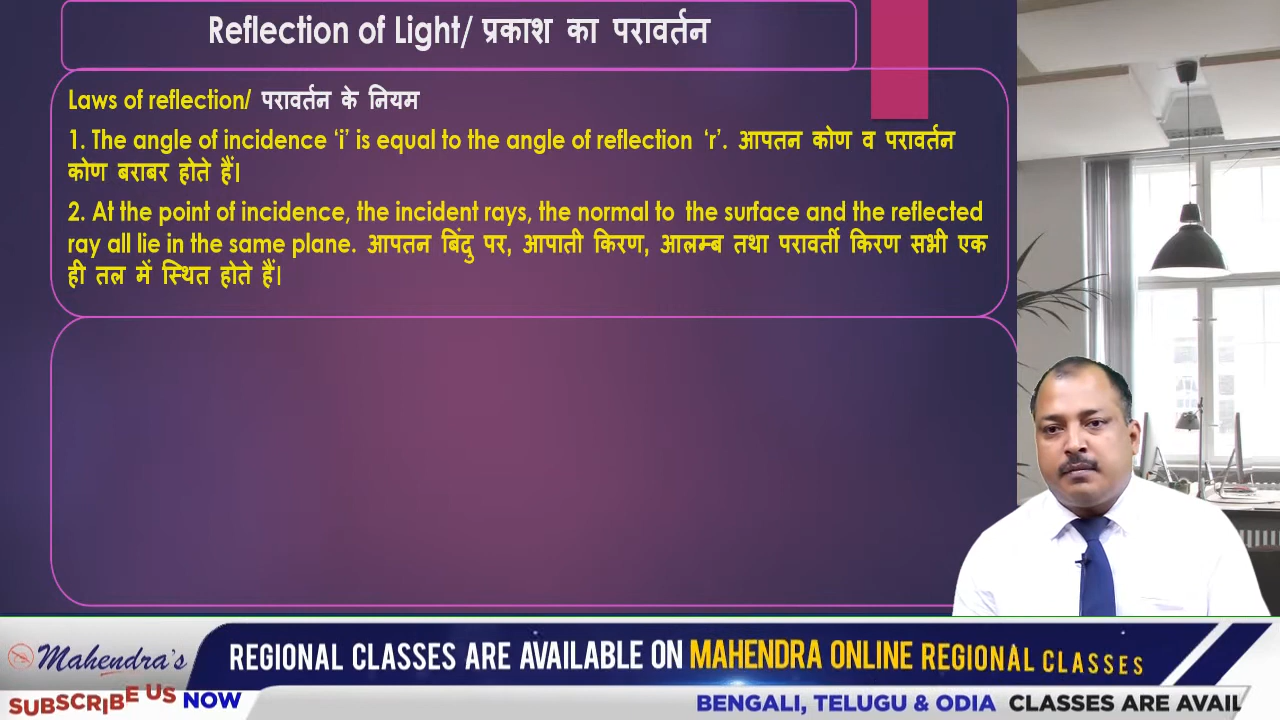 Reflection of Light/ प्रकाश का परावर्तन
Laws of reflection/ परावर्तन के नियम
1. The angle of incidence ‘i’ is equal to the angle of reflection ‘r’. आपतन कोण व परावर्तन
कोण बराबर होते हैं।
2. At the point of incidence, the incident rays, the normal to the surface and the reflected
ray all lie in the same plane. आपतन बिंदु पर, आपाती किरण, आलम्ब तथा परावर्ती किरण सभी एक
ही तल में स्थित होते हैं।
Mahendra's
REGIONAL CLASSES ARE AVAILABLE ON MAHENDRA ONLINE REGIONAL CLASSES
SUBSCRIBE US NOW
BENGALI, TELUGU & ODIA CLASSES ARE AVAIL